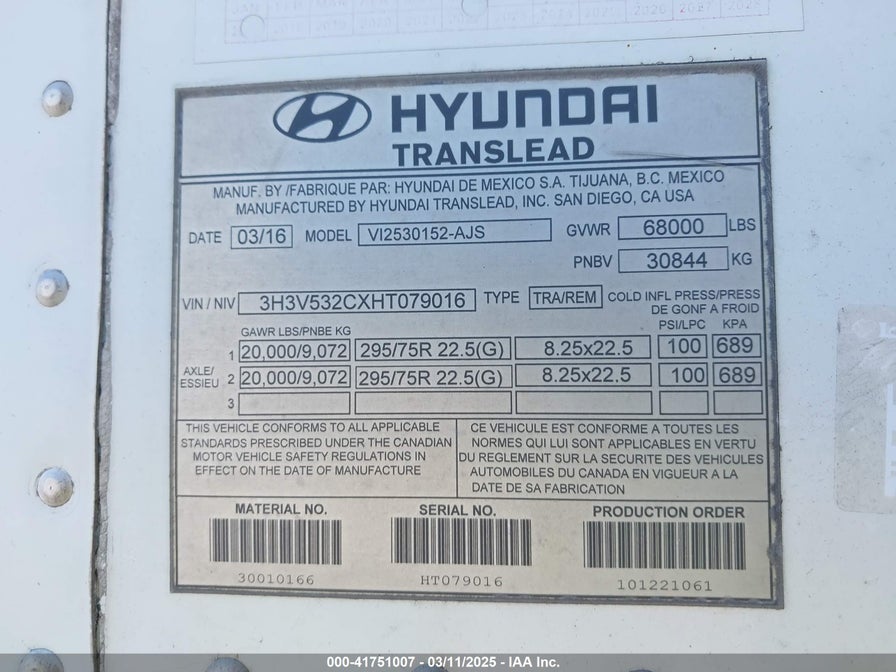 2026 2027 2028
HYUNDAI
TRANSLEAD
MANUF. BY /FABRIQUE PAR: HYUNDAI DE MEXICO S.A. TIJUANA, B.C. MEXICO
MANUFACTURED BY HYUNDAI TRANSLEAD, INC. SAN DIEGO, CA USA
DATE 03/16 MODEL VI2530152-AJS GVWR 68000 LBS
PNBV 30844 KG
VIN / NIV 3H3V532CXHT079016 TYPE TRA/REM COLD INFL PRESS/PRESS
DE GONF A FROID
GAWR LBS/PNBE KG PSI/LPC KPA
1 20,000/9,072 295/75R 22.5(G) 8.25x22.5 100 689
AXLE/
ESSIEU 2 20,000/9,072 295/75R 22.5(G) 8.25x22.5 100 689
3
THIS VEHICLE CONFORMS TO ALL APPLICABLE
STANDARDS PRESCRIBED UNDER THE CANADIAN
MOTOR VEHICLE SAFETY REGULATIONS IN
EFFECT ON THE DATE OF MANUFACTURE
CE VEHICULE EST CONFORME A TOUTES LES
NORMES QUI LUI SONT APPLICABLES EN VERTU
DU REGLEMENT SUR LA SECURITE DES VEHICULES
AUTOMOBILES DU CANADA EN VIGUEUR A LA
DATE DE SA FABRICATION
MATERIAL NO. SERIAL NO. PRODUCTION ORDER
30010166 HT079016 101221061
000-41751007 - 03/11/2025 - IAA Inc.